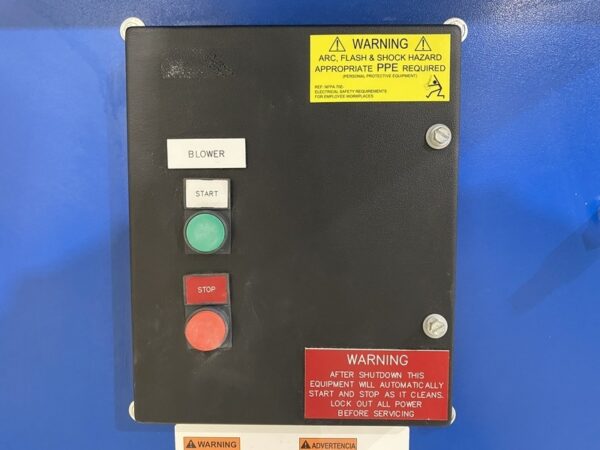 WARNING
ARC, FLASH & SHOCK HAZARD
APPROPRIATE PPE REQUIRED
(PERSONAL PROTECTIVE EQUIPMENT)
REF: NFPA 70E-
ELECTRICAL SAFETY REQUIREMENTS
FOR EMPLOYEE WORKPLACES
BLOWER
START
STOP
WARNING
AFTER SHUTDOWN THIS
EQUIPMENT WILL AUTOMATICALLY
START AND STOP AS IT CLEANS.
LOCK OUT ALL POWER
BEFORE SERVICING
WARNING
ADVERTENCIA